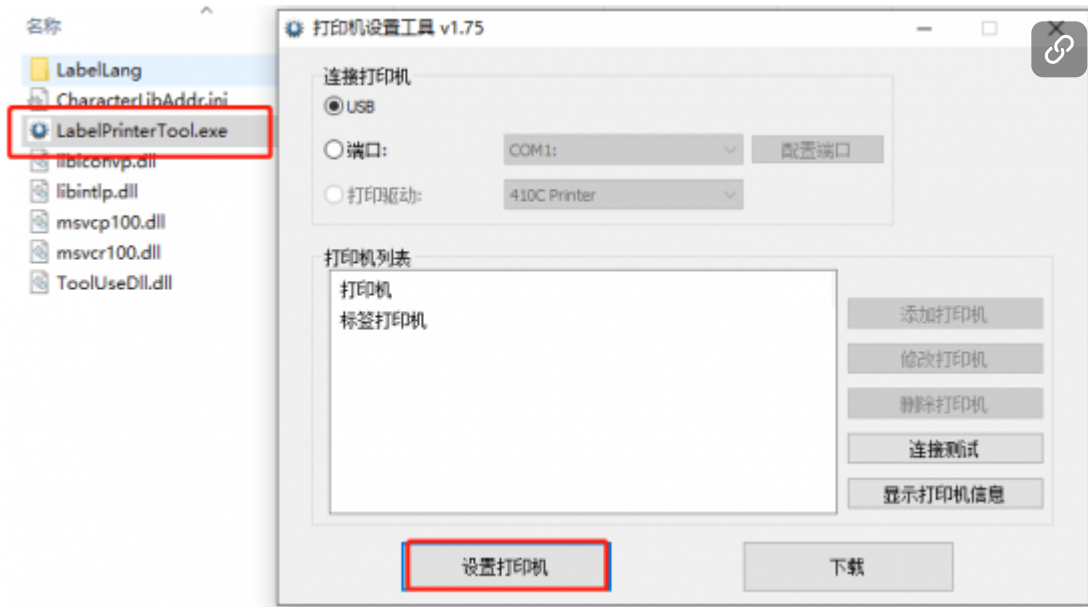 名称
LabelLang
CharacterLibAddr.ini
LabelPrinterTool.exe
libiconvp.dll
libintlp.dll
msvcp100.dll
msvcr100.dll
ToolUseDll.dll
打印机设置工具 v1.75
连接打印机
USB
端口: COM1: 配置端口
打印驱动: 410C Printer
打印机列表
打印机
标签打印机
添加打印机
修改打印机
删除打印机
连接测试
显示打印机信息
设置打印机 下载